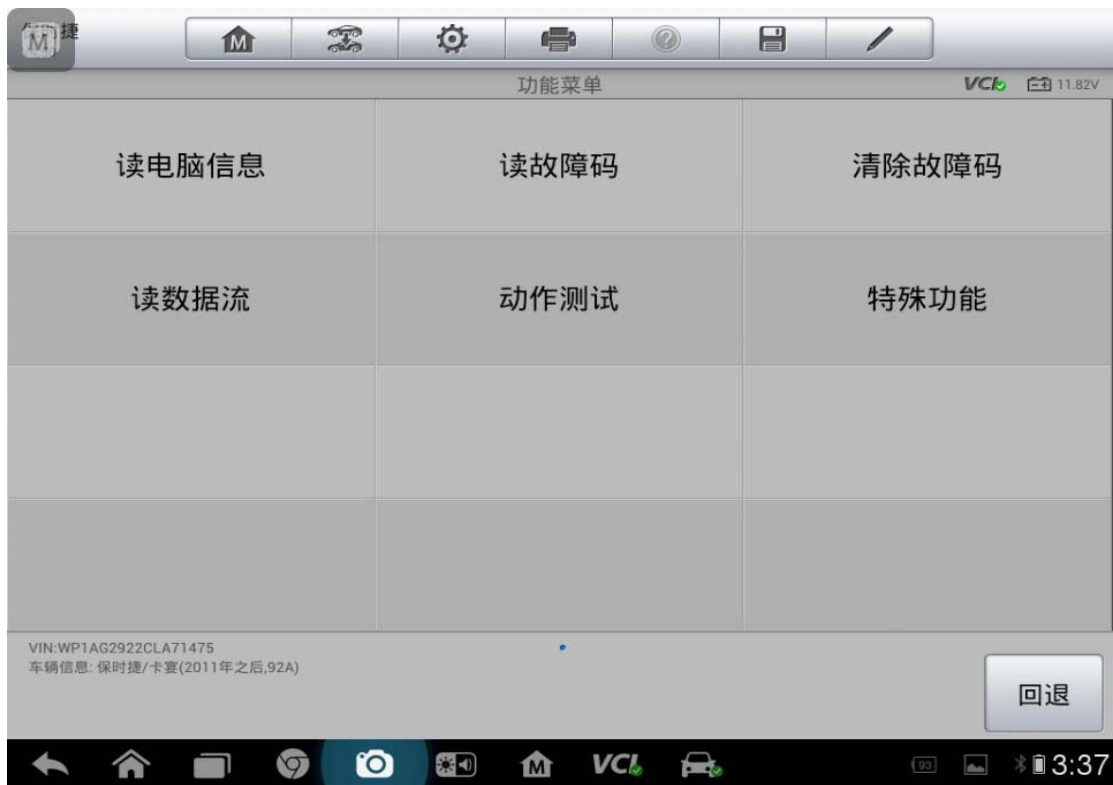 保时捷
M
M
功能菜单
VCI
11.82V
读电脑信息
读故障码
清除故障码
读数据流
动作测试
特殊功能
VIN:WP1AG2922CLA71475
车辆信息: 保时捷/卡宴(2011年之后,92A)
回退
M
VCI
93
3:37